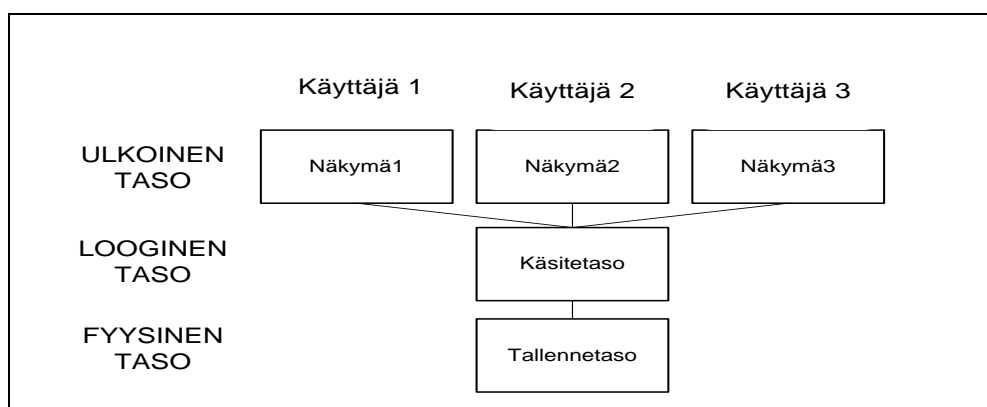 Käyttäjä 1
Käyttäjä 2
Käyttäjä 3
ULKOINEN
TASO
Näkymä1
Näkymä2
Näkymä3
LOOGINEN
TASO
Käsitetaso
FYYSINEN
TASO
Tallennetaso